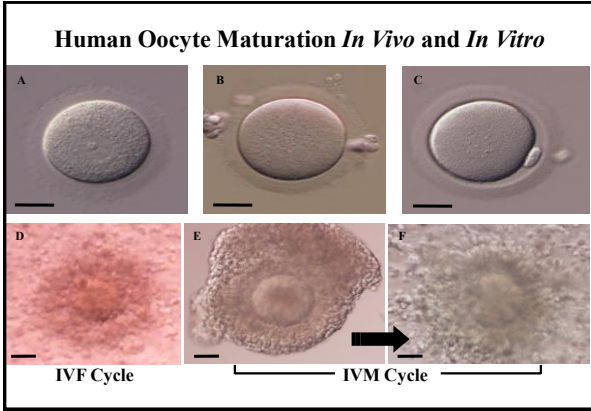 Human Oocyte Maturation In Vivo and In Vitro
A
B
C
D
E
F
IVF Cycle
IVM Cycle